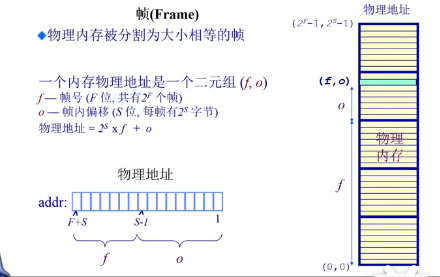 帧(Frame)
物理内存被分割为大小相等的帧
一个内存物理地址是一个二元组 (f, o)
f — 帧号 (F 位, 共有2^F 个帧)
o — 帧内偏移 (S 位, 每帧有2^S 字节)
物理地址 = 2^S x f + o
物理地址
addr:
F+S S-1 1
f o
物理地址
(2^F-1,2^S-1)
(f,o)
o
物理
内存
f
(0,0)